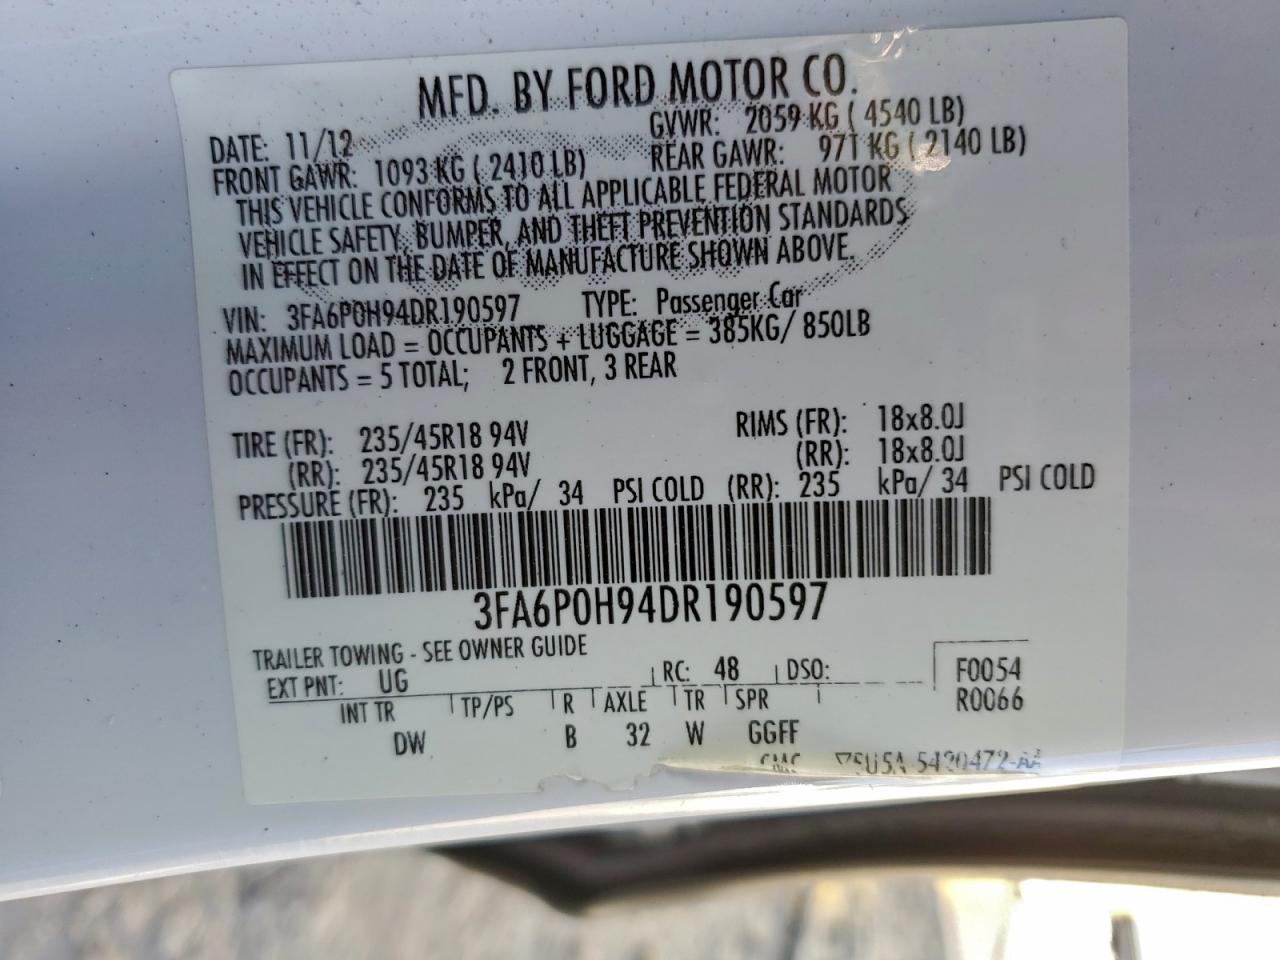 MFD. BY FORD MOTOR CO.
DATE: 11/12 GVWR: 2059 KG ( 4540 LB)
FRONT GAWR: 1093 KG ( 2410 LB) REAR GAWR: 971 KG ( 2140 LB)
THIS VEHICLE CONFORMS TO ALL APPLICABLE FEDERAL MOTOR
VEHICLE SAFETY, BUMPER, AND THEFT PREVENTION STANDARDS
IN EFFECT ON THE DATE OF MANUFACTURE SHOWN ABOVE.
VIN: 3FA6P0H94DR190597 TYPE: Passenger Car
MAXIMUM LOAD = OCCUPANTS + LUGGAGE = 385KG/ 850LB
OCCUPANTS = 5 TOTAL; 2 FRONT, 3 REAR
TIRE (FR): 235/45R18 94V RIMS (FR): 18x8.0J
(RR): 235/45R18 94V (RR): 18x8.0J
PRESSURE (FR): 235 kPa/ 34 PSI COLD (RR): 235 kPa/ 34 PSI COLD
3FA6P0H94DR190597
TRAILER TOWING - SEE OWNER GUIDE
EXT PNT: UG RC: 48 DSO: F0054
INT TR TP/PS R AXLE TR SPR R0066
DW B 32 W GGFF
5420472-AA